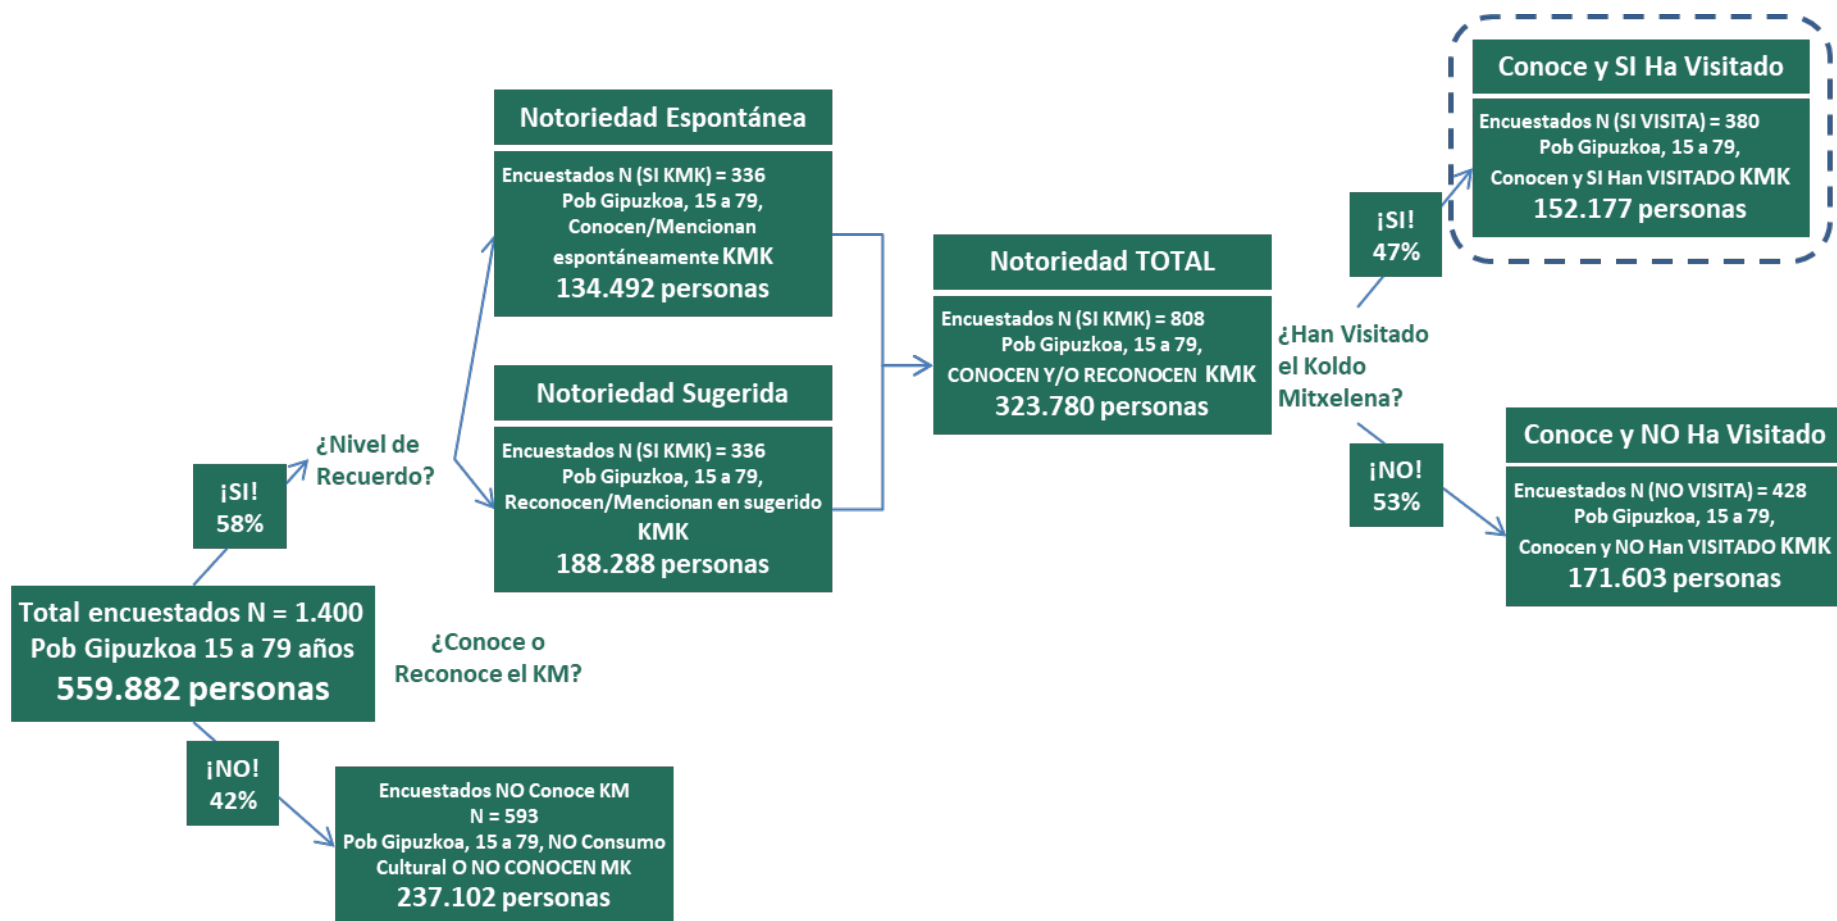 Total encuestados N = 1.400
Pob Gipuzkoa 15 a 79 años
559.882 personas
¿Conoce o
Reconoce el KM?
¡SI!
58%
¡NO!
42%
Encuestados NO Conoce KM
N = 593
Pob Gipuzkoa, 15 a 79, NO Consumo
Cultural O NO CONOCEN MK
237.102 personas
¿Nivel de
Recuerdo?
Notoriedad Espontánea
Encuestados N (SI KMK) = 336
Pob Gipuzkoa, 15 a 79,
Conocen/Mencionan
espontáneamente KMK
134.492 personas
Notoriedad Sugerida
Encuestados N (SI KMK) = 336
Pob Gipuzkoa, 15 a 79,
Reconocen/Mencionan en sugerido
KMK
188.288 personas
Notoriedad TOTAL
Encuestados N (SI KMK) = 808
Pob Gipuzkoa, 15 a 79,
CONOCEN Y/O RECONOCEN KMK
323.780 personas
¿Han Visitado
el Koldo
Mitxelena?
¡SI!
47%
¡NO!
53%
Conoce y SI Ha Visitado
Encuestados N (SI VISITA) = 380
Pob Gipuzkoa, 15 a 79,
Conocen y SI Han VISITADO KMK
152.177 personas
Conoce y NO Ha Visitado
Encuestados N (NO VISITA) = 428
Pob Gipuzkoa, 15 a 79,
Conocen y NO Han VISITADO KMK
171.603 personas